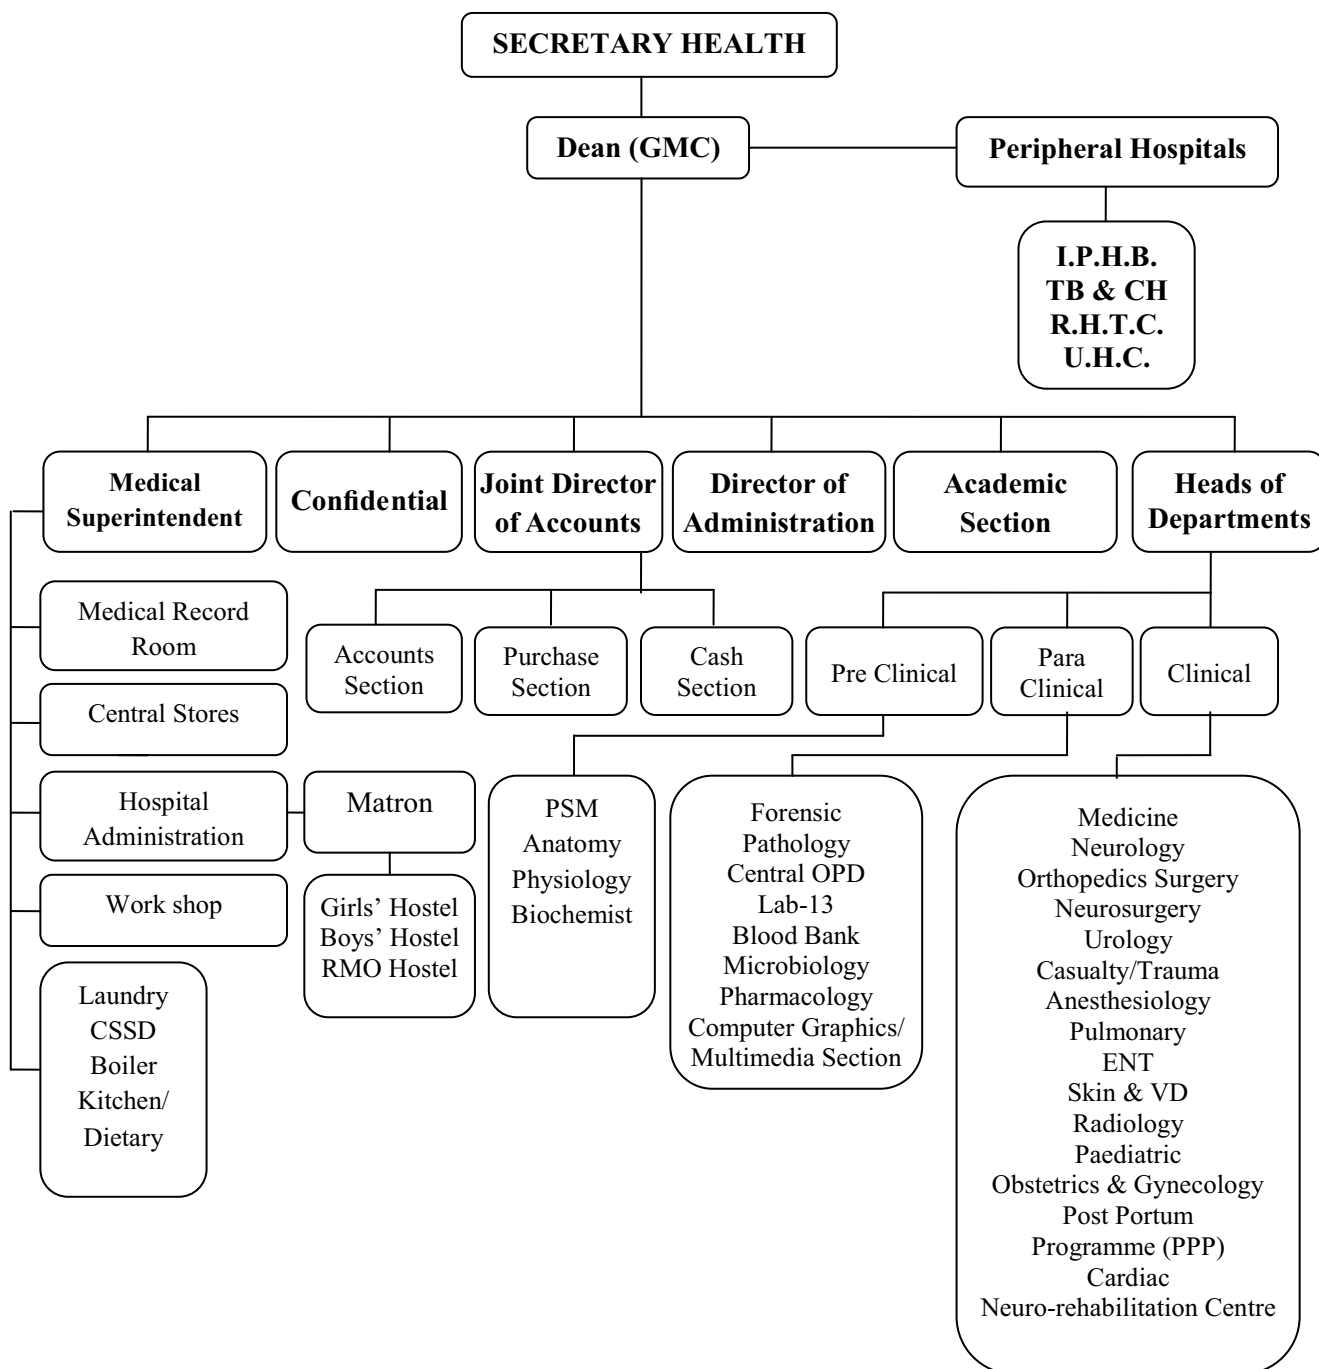 SECRETARY HEALTH
Dean (GMC)
Peripheral Hospitals
I.P.H.B.
TB & CH
R.H.T.C.
U.H.C.
Medical
Superintendent
Confidential
Joint Director
of Accounts
Director of
Administration
Academic
Section
Heads of
Departments
Medical Record
Room
Central Stores
Hospital
Administration
Work shop
Laundry
CSSD
Boiler
Kitchen/
Dietary
Matron
Girls’ Hostel
Boys’ Hostel
RMO Hostel
Accounts
Section
Purchase
Section
Cash
Section
Pre Clinical
Para
Clinical
Clinical
PSM
Anatomy
Physiology
Biochemist
Forensic
Pathology
Central OPD
Lab-13
Blood Bank
Microbiology
Pharmacology
Computer Graphics/
Multimedia Section
Medicine
Neurology
Orthopedics Surgery
Neurosurgery
Urology
Casualty/Trauma
Anesthesiology
Pulmonary
ENT
Skin & VD
Radiology
Paediatric
Obstetrics & Gynecology
Post Portum
Programme (PPP)
Cardiac
Neuro-rehabilitation Centre